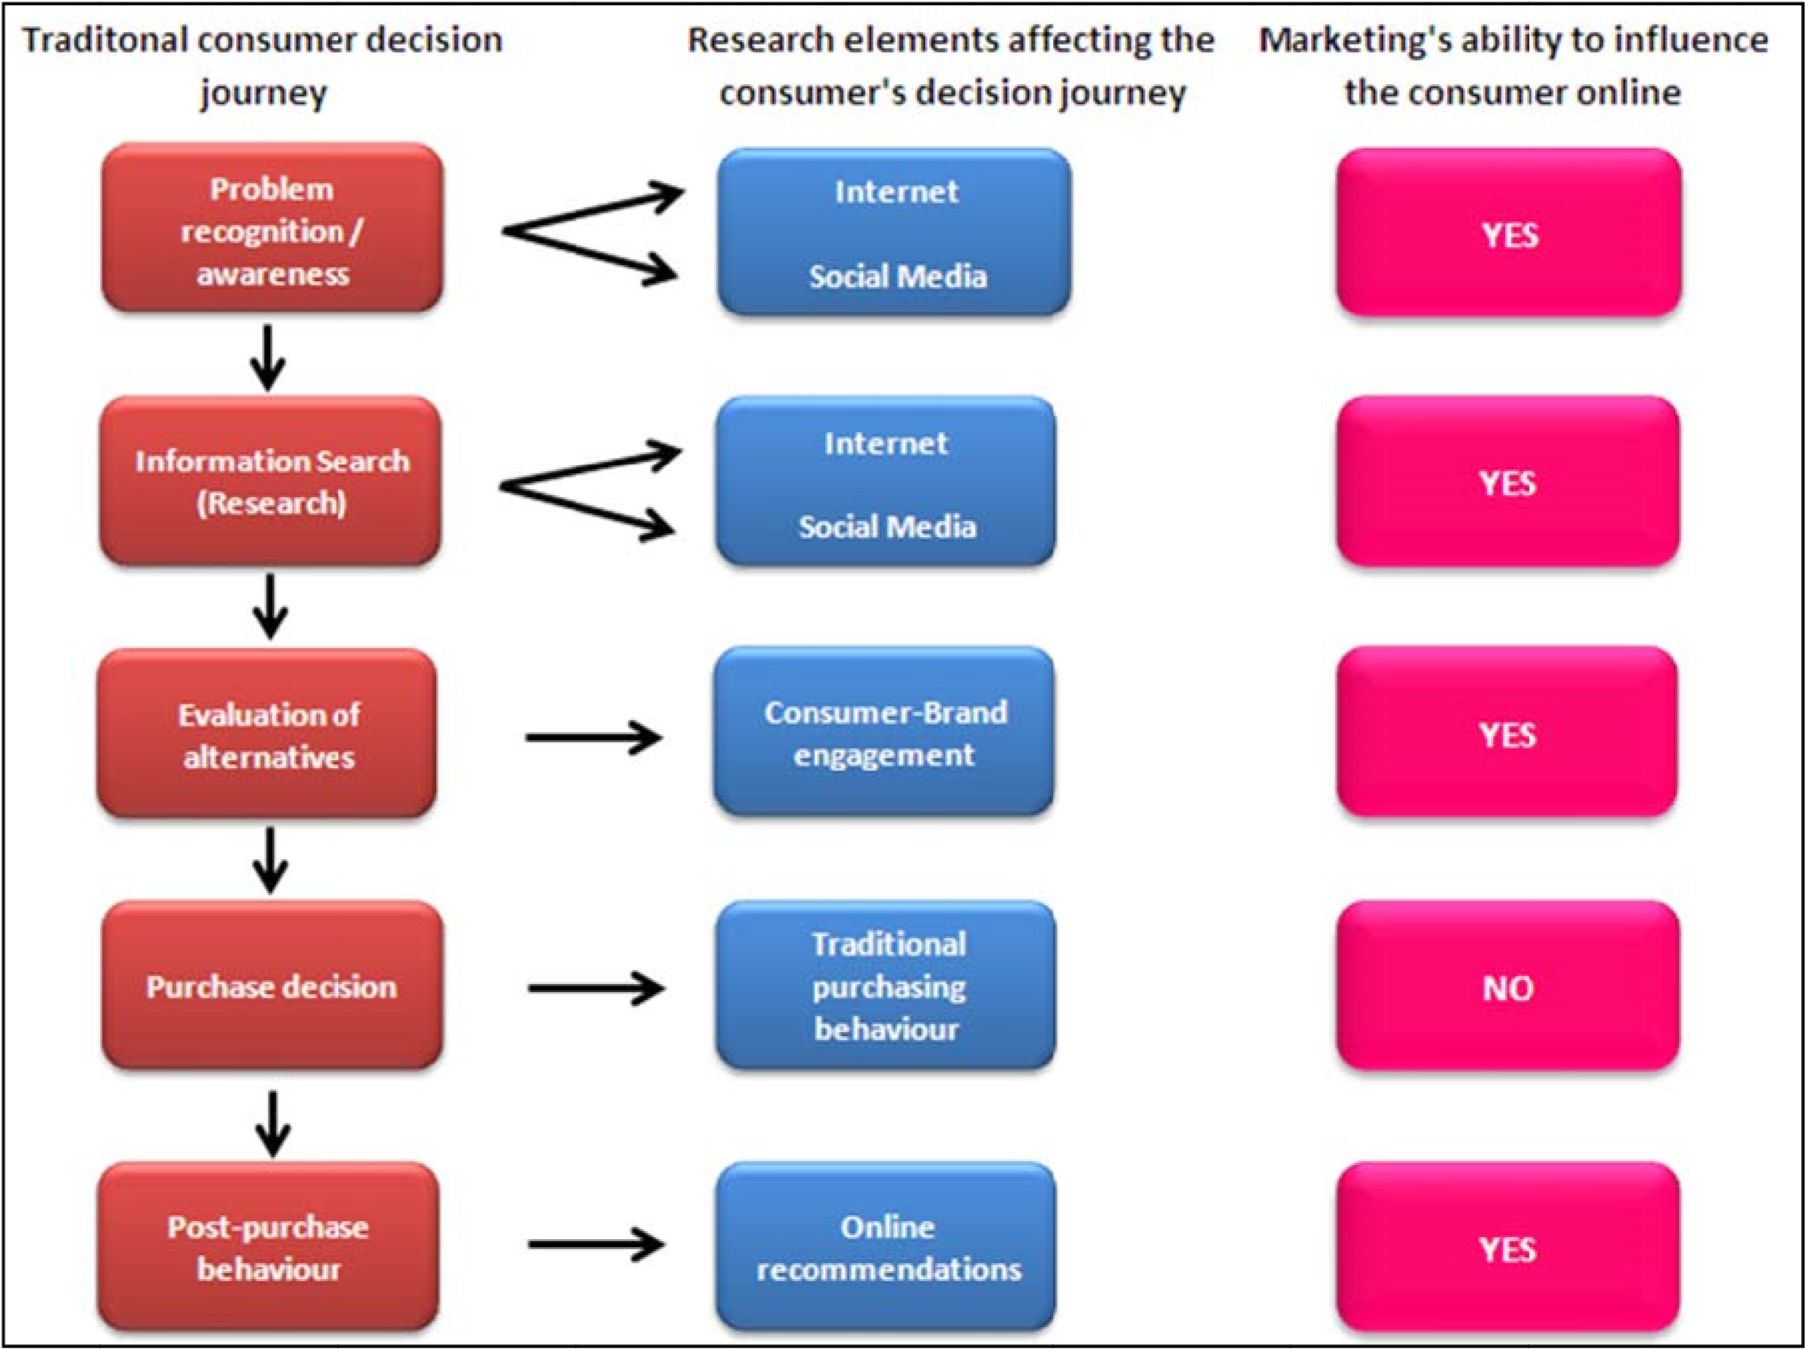 Traditonal consumer decision
journey
Research elements affecting the
consumer's decision journey
Marketing's ability to influence
the consumer online
Problem
recognition /
awareness
Internet
Social Media
YES
Information Search
(Research)
Internet
Social Media
YES
Evaluation of
alternatives
Consumer-Brand
engagement
YES
Purchase decision
Traditional
purchasing
behaviour
NO
Post-purchase
behaviour
Online
recommendations
YES